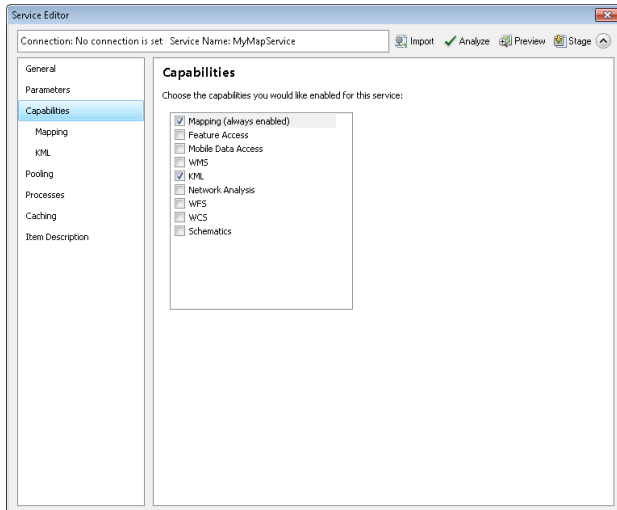 Service Editor
Connection: No connection is set Service Name: MyMapService
Import Analyze Preview Stage
General
Parameters
Capabilities
Mapping
KML
Pooling
Processes
Caching
Item Description
Capabilities
Choose the capabilities you would like enabled for this service:
Mapping (always enabled)
Feature Access
Mobile Data Access
WMS
KML
Network Analysis
WFS
WCS
Schematics